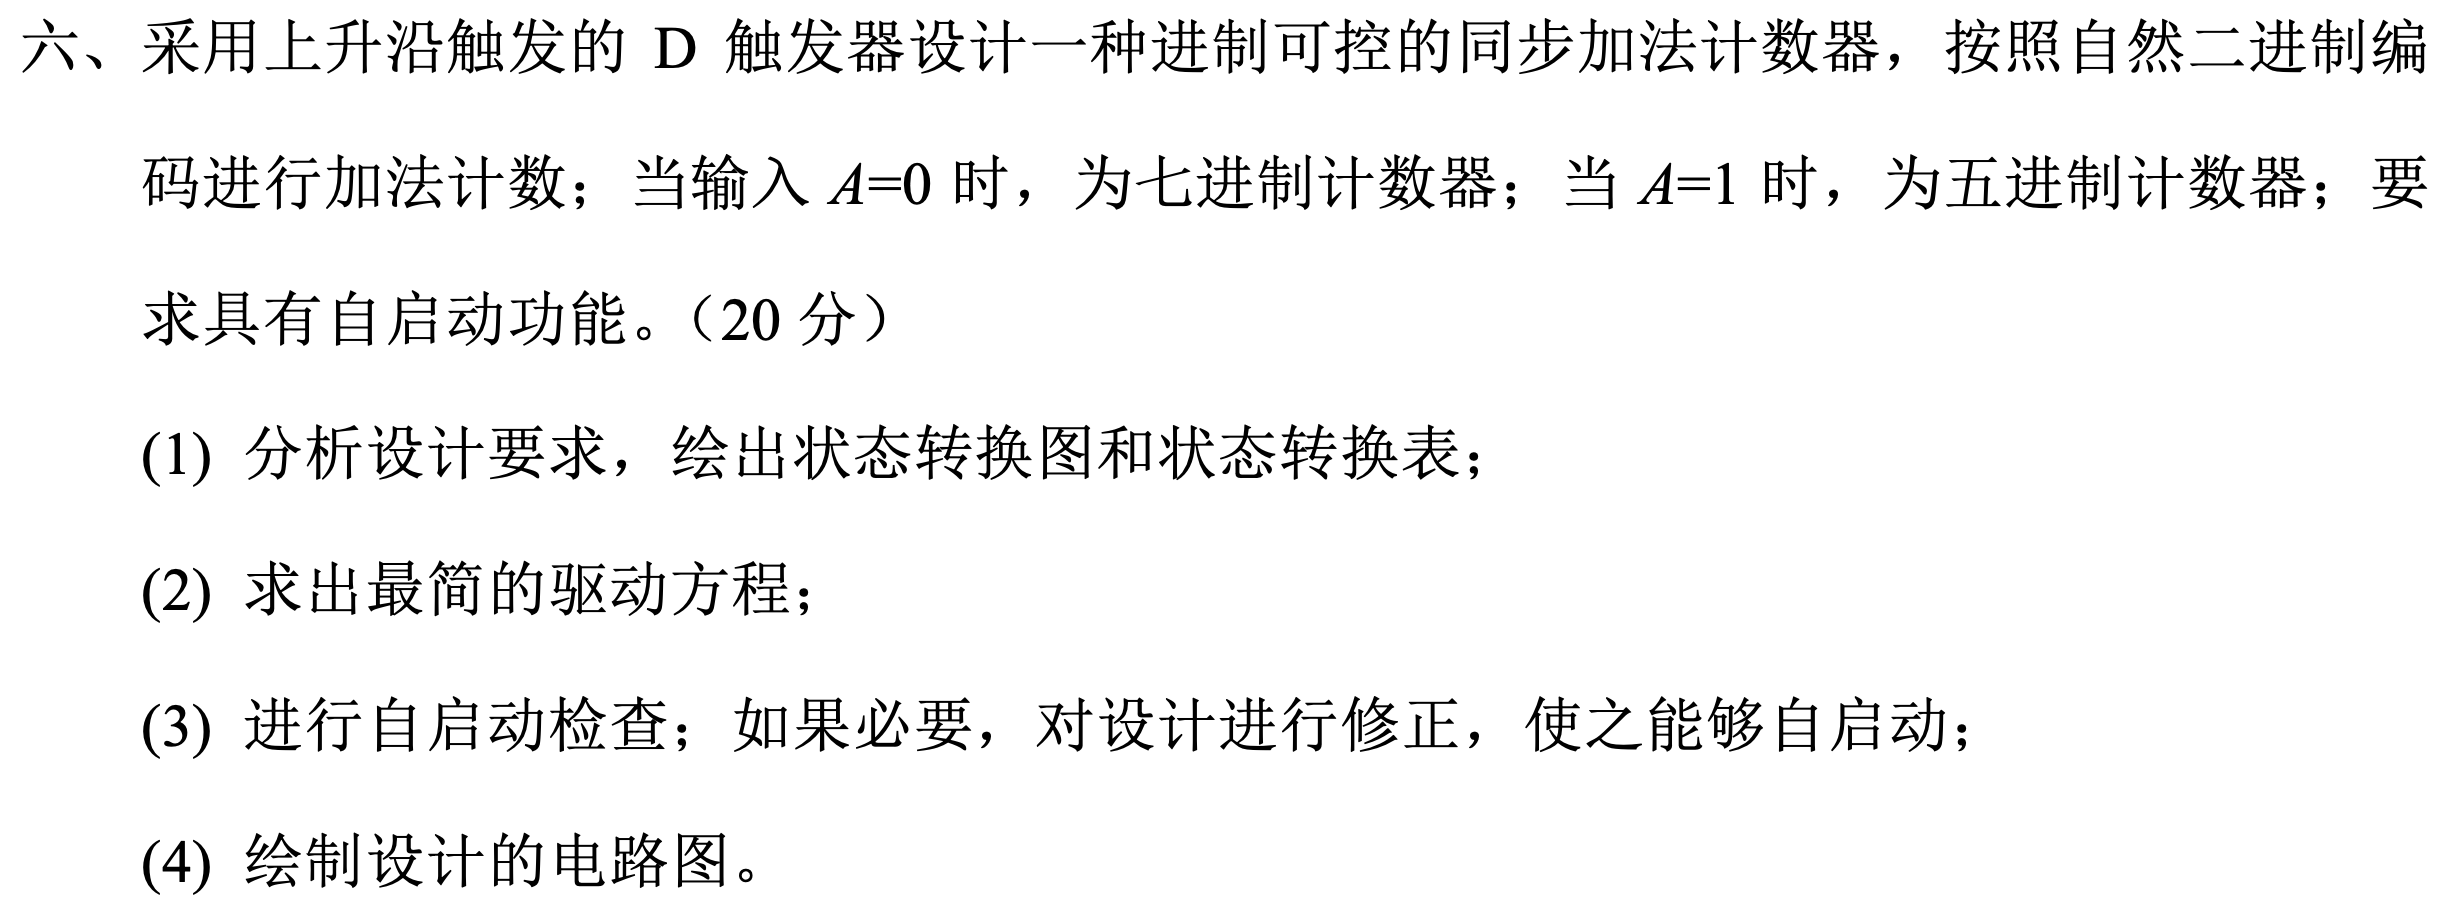 六、采用上升沿触发的 D 触发器设计一种进制可控的同步加法计数器，按照自然二进制编
码进行加法计数；当输入 A=0 时，为七进制计数器；当 A=1 时，为五进制计数器；要
求具有自启动功能。（20 分）
(1) 分析设计要求，绘出状态转换图和状态转换表；
(2) 求出最简的驱动方程；
(3) 进行自启动检查；如果必要，对设计进行修正，使之能够自启动；
(4) 绘制设计的电路图。